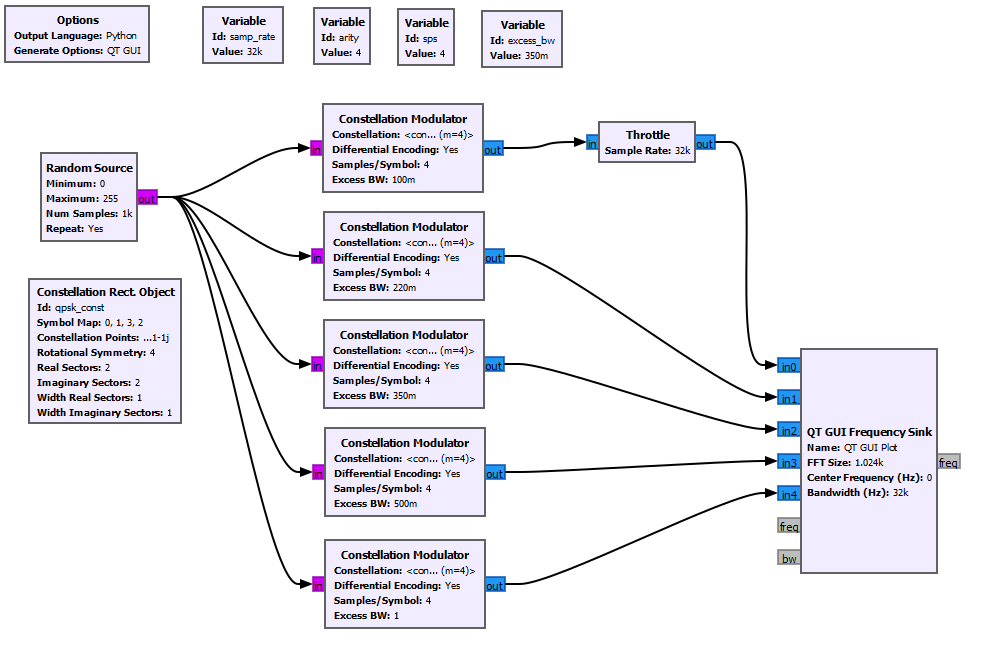 Options
Output Language: Python
Generate Options: QT GUI
Variable
Id: samp_rate
Value: 32k
Variable
Id: arity
Value: 4
Variable
Id: sps
Value: 4
Variable
Id: excess_bw
Value: 350m
Random Source
Minimum: 0
Maximum: 255
Num Samples: 1k
Repeat: Yes
out
Constellation Rect. Object
Id: qpsk_const
Symbol Map: 0, 1, 3, 2
Constellation Points: ...1-1j
Rotational Symmetry: 4
Real Sectors: 2
Imaginary Sectors: 2
Width Real Sectors: 1
Width Imaginary Sectors: 1
in
Constellation Modulator
Constellation: <con... (m=4)>
Differential Encoding: Yes
Samples/Symbol: 4
Excess BW: 100m
out
in
Throttle
Sample Rate: 32k
out
in
Constellation Modulator
Constellation: <con... (m=4)>
Differential Encoding: Yes
Samples/Symbol: 4
Excess BW: 220m
out
in
Constellation Modulator
Constellation: <con... (m=4)>
Differential Encoding: Yes
Samples/Symbol: 4
Excess BW: 350m
out
in
Constellation Modulator
Constellation: <con... (m=4)>
Differential Encoding: Yes
Samples/Symbol: 4
Excess BW: 500m
out
in
Constellation Modulator
Constellation: <con... (m=4)>
Differential Encoding: Yes
Samples/Symbol: 4
Excess BW: 1
out
in0
in1
in2
in3
in4
freq
bw
QT GUI Frequency Sink
Name: QT GUI Plot
FFT Size: 1.024k
Center Frequency (Hz): 0
Bandwidth (Hz): 32k
freq